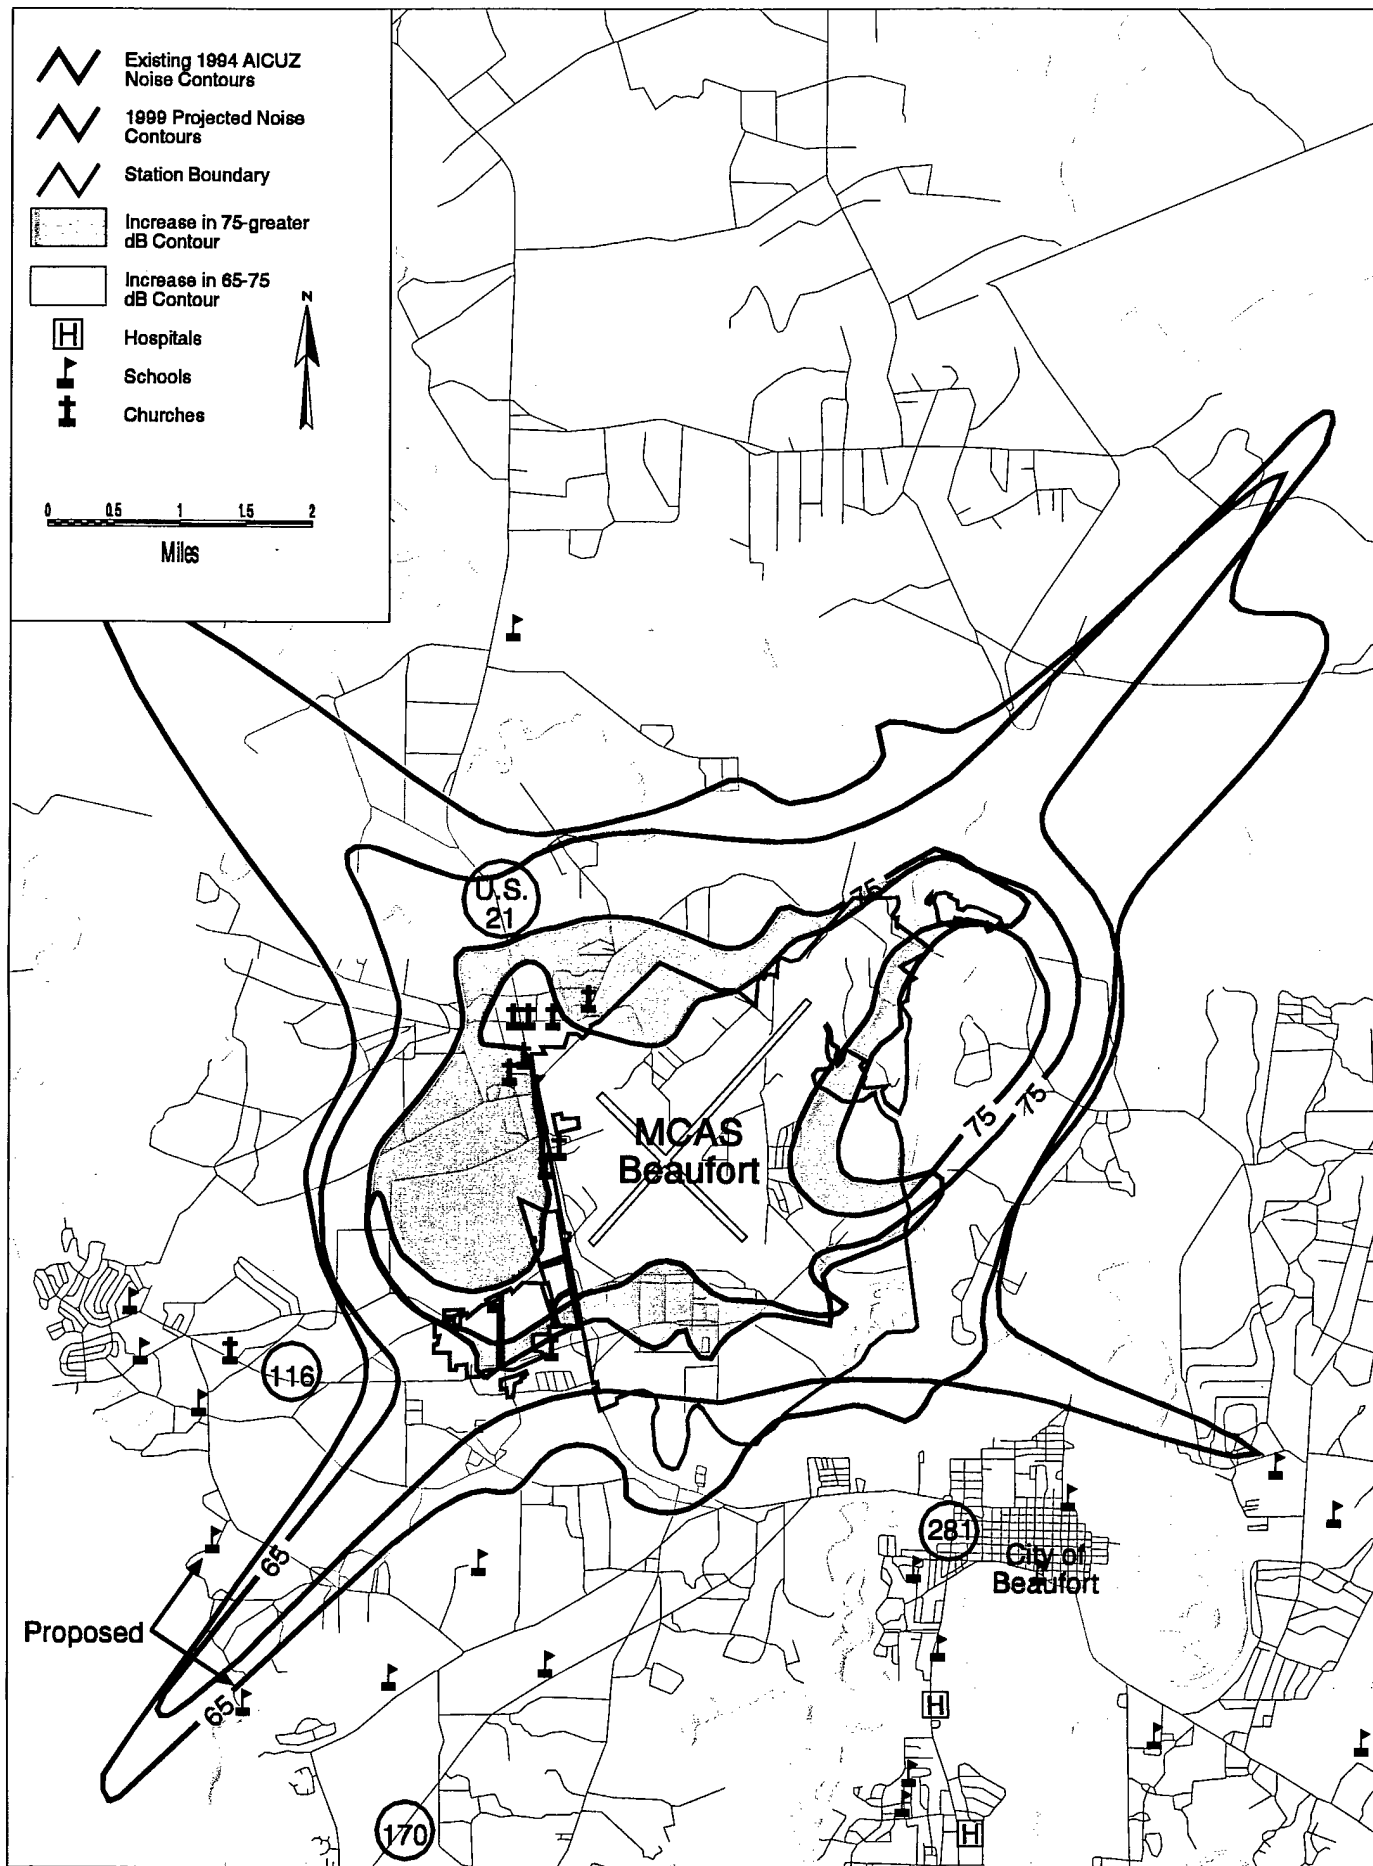 Existing 1994 AICUZ
Noise Contours
1999 Projected Noise
Contours
Station Boundary
Increase in 75-greater
dB Contour
Increase in 65-75
dB Contour
N
H
Hospitals
Schools
Churches
0 0.5 1 1.5 2
Miles
U.S.
21
75
MCAS
Beaufort
75
75
116
65
281
City of
Beaufort
Proposed
65
H
170
H